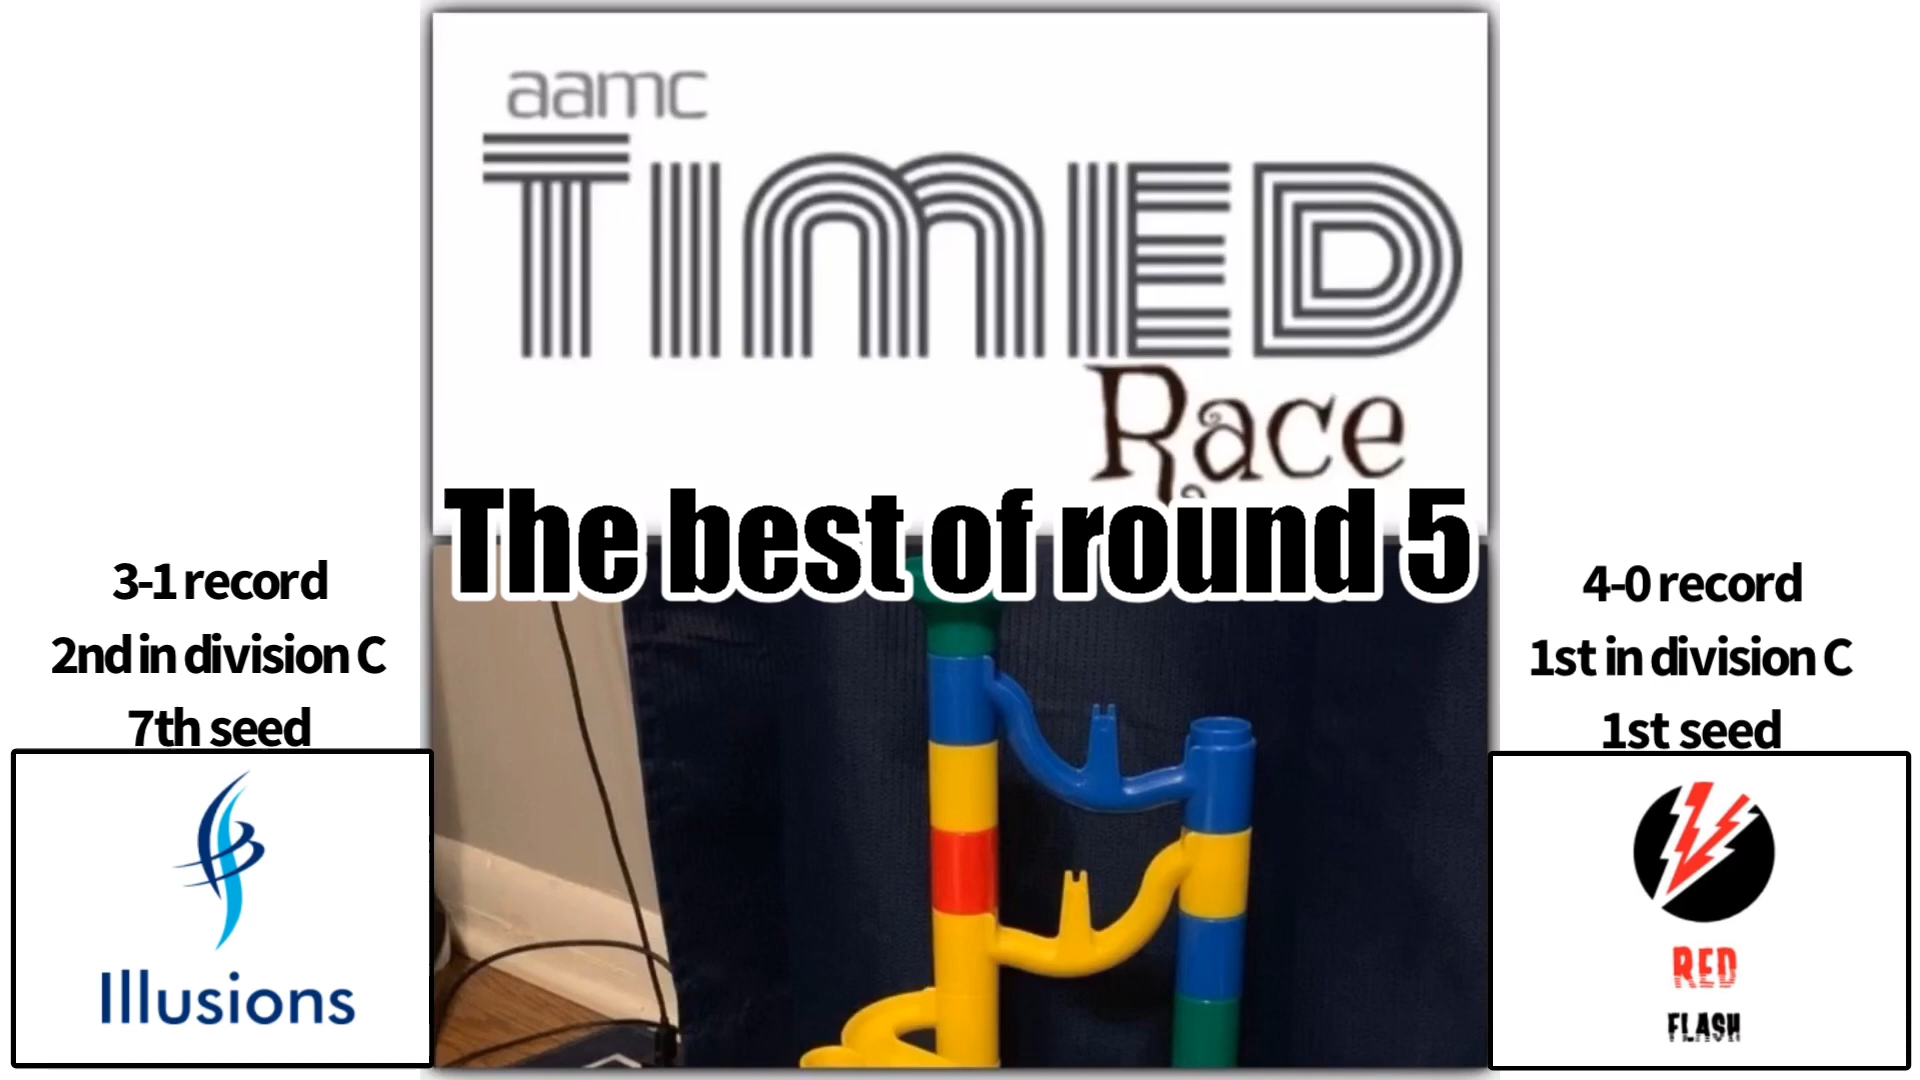 aamc
TIMED
Race
The best of round 5
3-1 record
2nd in division C
7th seed
Illusions
4-0 record
1st in division C
1st seed
RED
FLASH